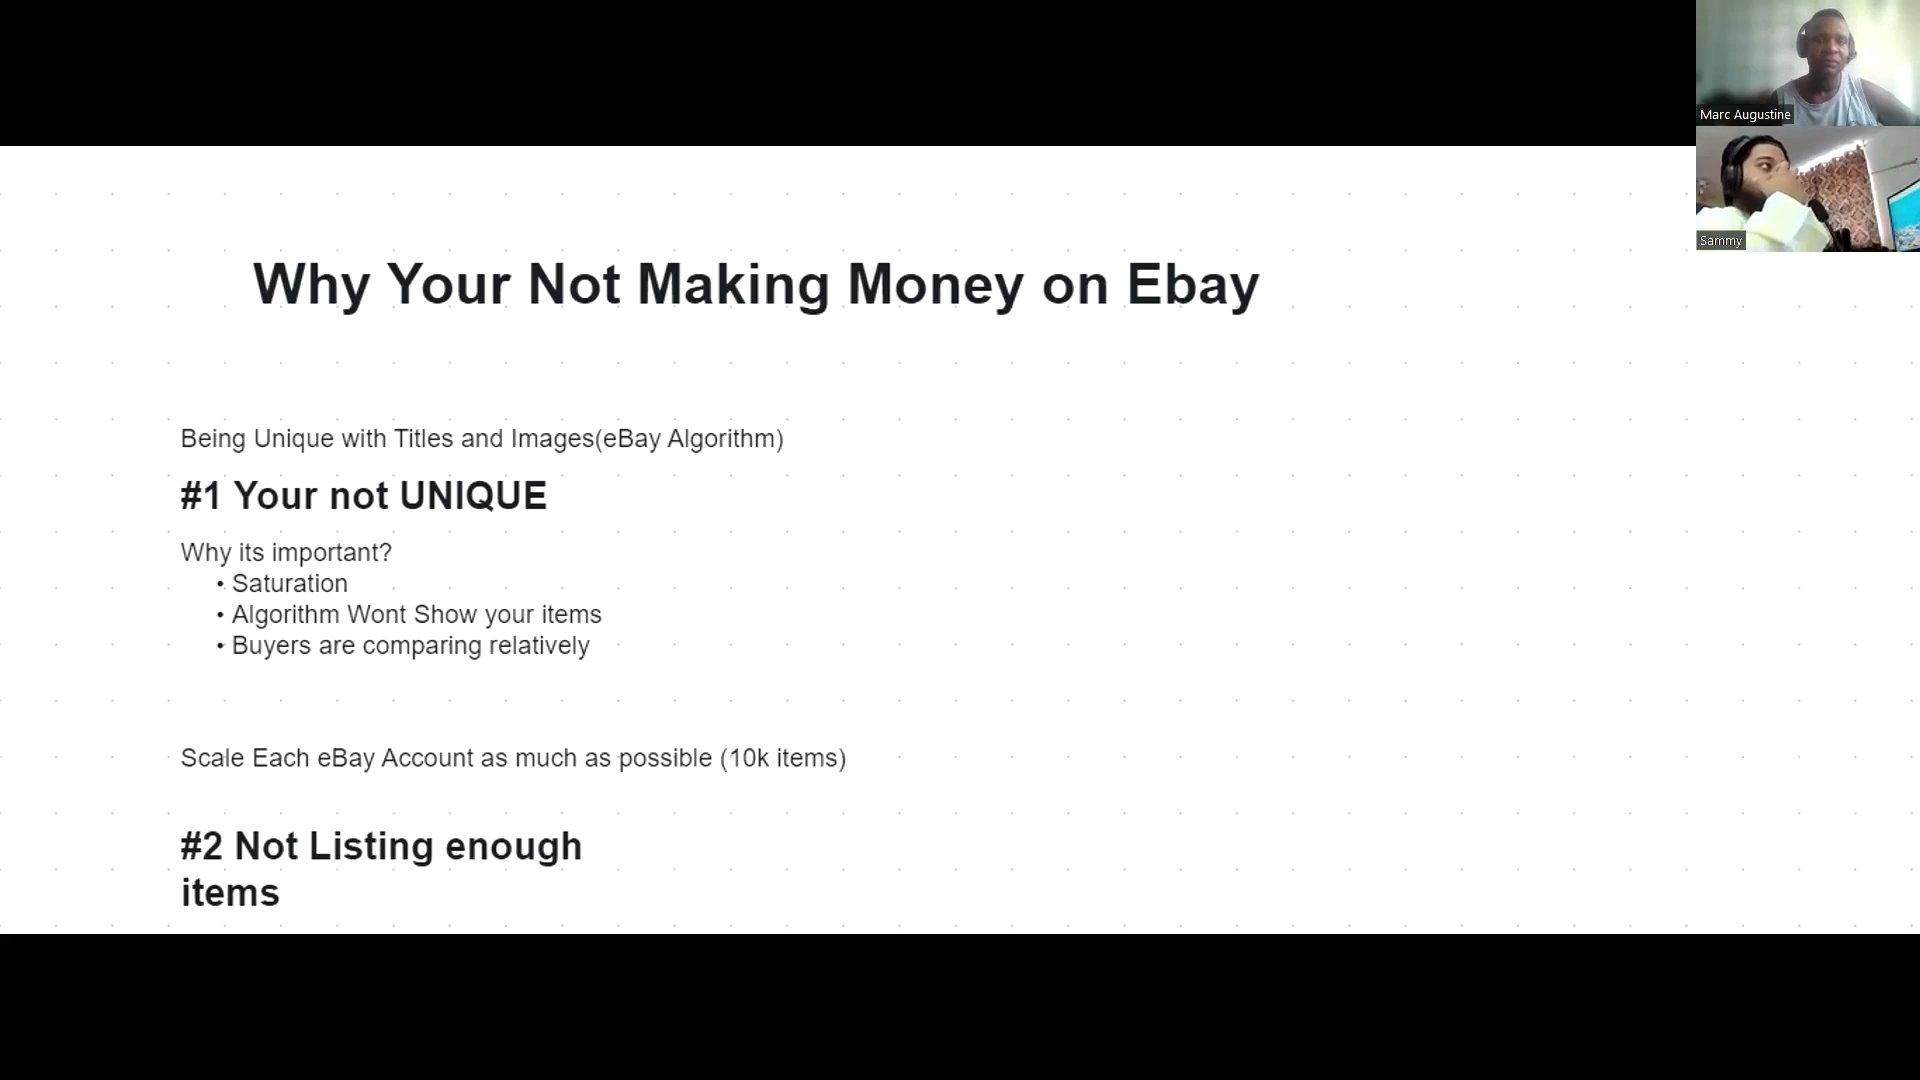 Marc Augustine
Sammy
Why Your Not Making Money on Ebay
Being Unique with Titles and Images(eBay Algorithm)
#1 Your not UNIQUE
Why its important?
• Saturation
• Algorithm Wont Show your items
• Buyers are comparing relatively
Scale Each eBay Account as much as possible (10k items)
#2 Not Listing enough
items